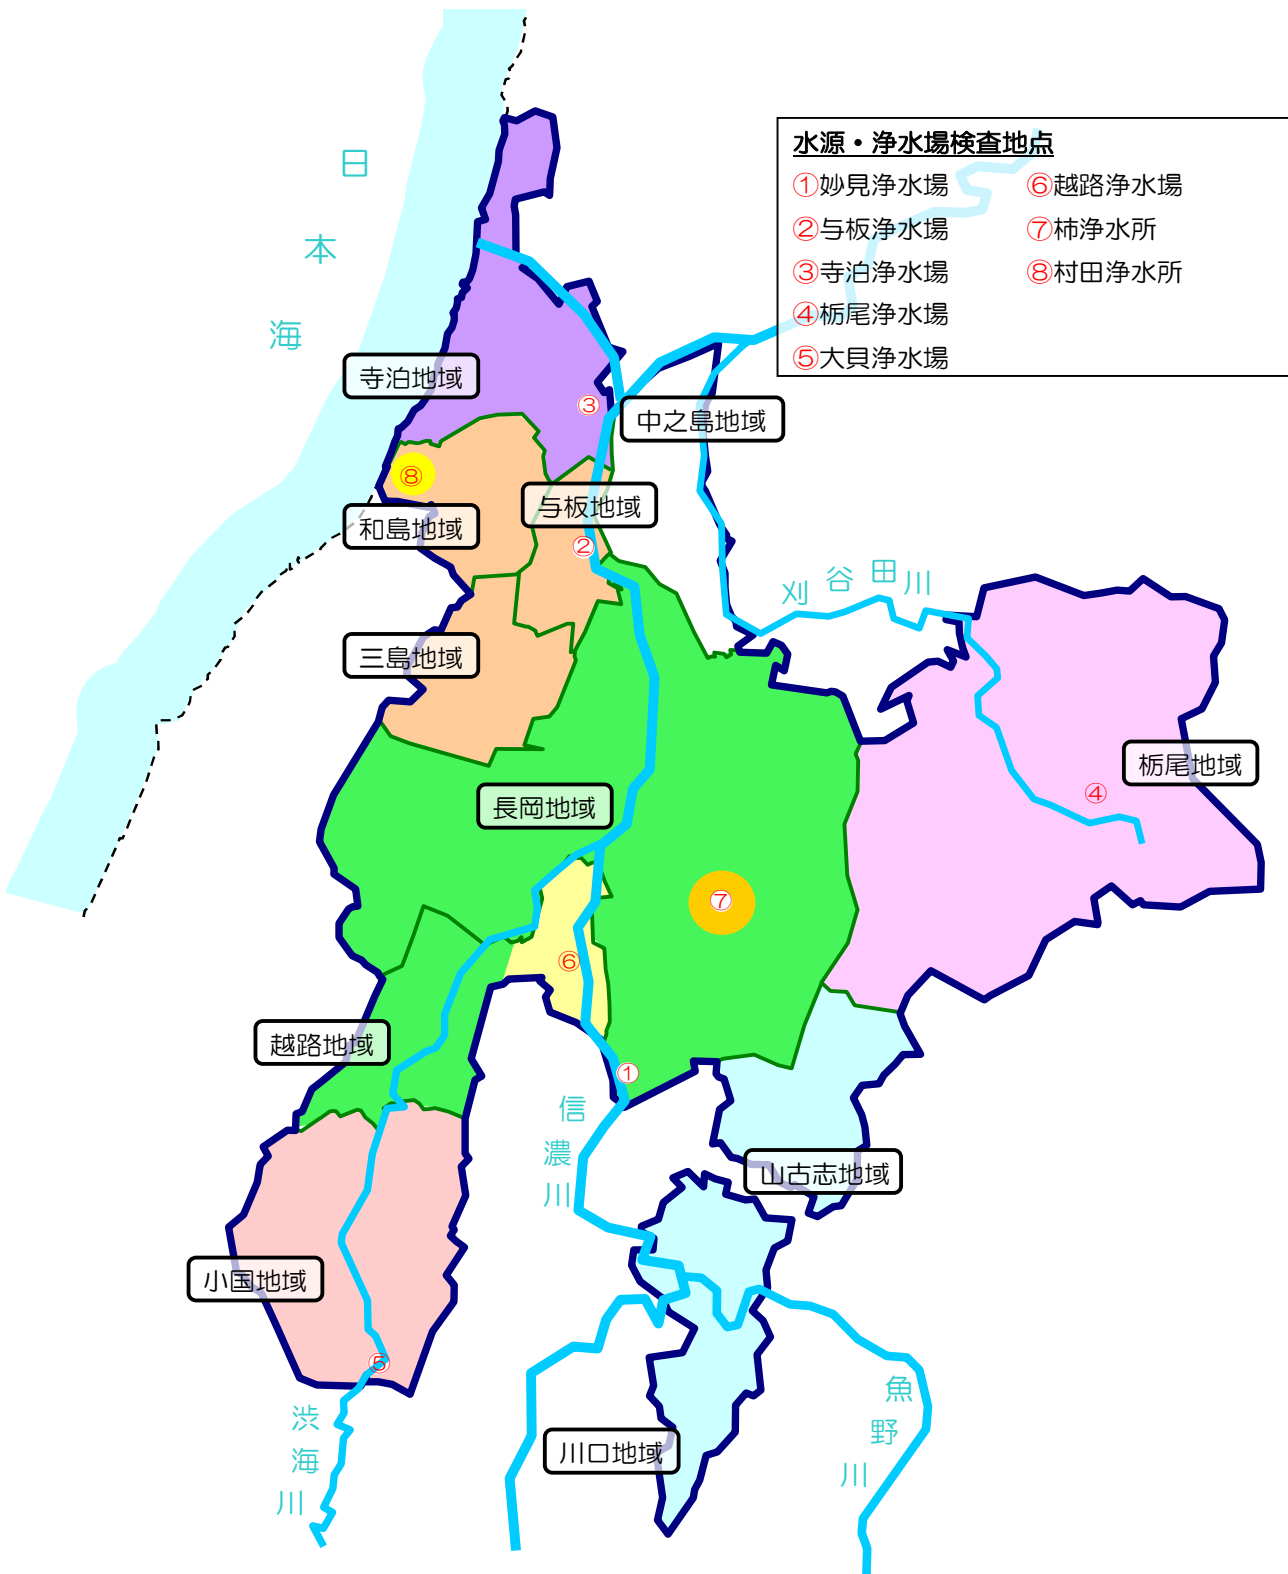 水源・浄水場検査地点
①妙見浄水場
②与板浄水場
③寺泊浄水場
④栃尾浄水場
⑤大貝浄水場
⑥越路浄水場
⑦柿浄水所
⑧村田浄水所
日本海
寺泊地域
③
中之島地域
⑧
和島地域
与板地域
②
刈谷田川
三島地域
栃尾地域
④
長岡地域
⑦
⑥
越路地域
①
信濃川
山古志地域
小国地域
⑤
渋海川
川口地域
魚野川